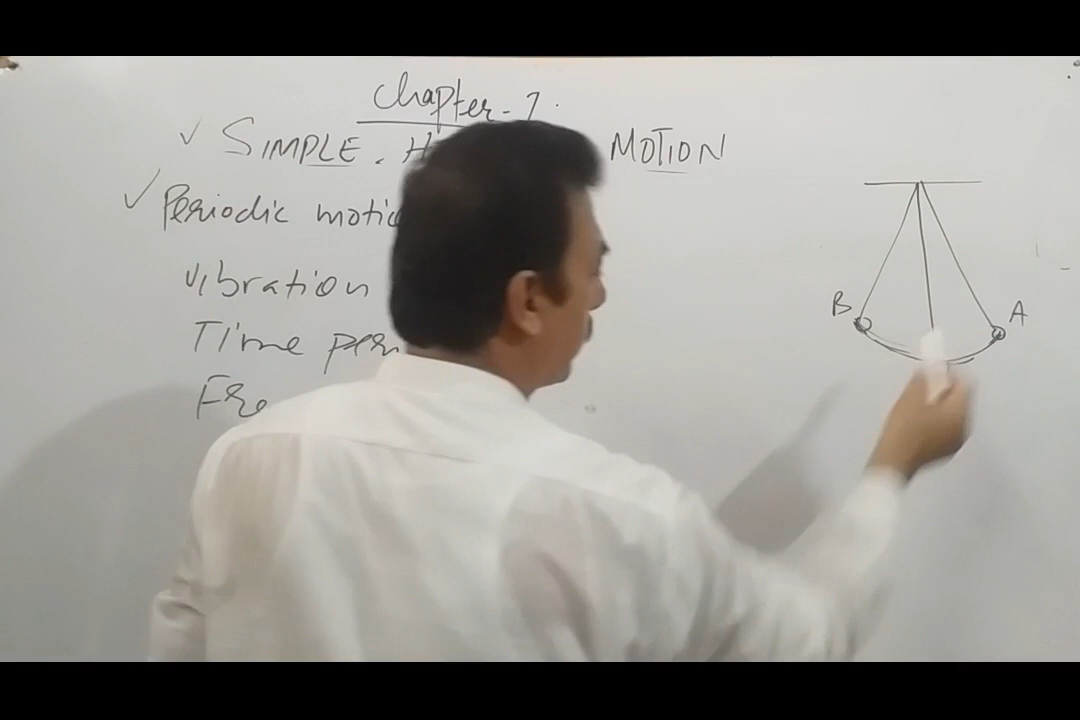 Chapter-7.
SIMPLE. H MOTION
Periodic motio
vibration
Time per
Fre
B
A